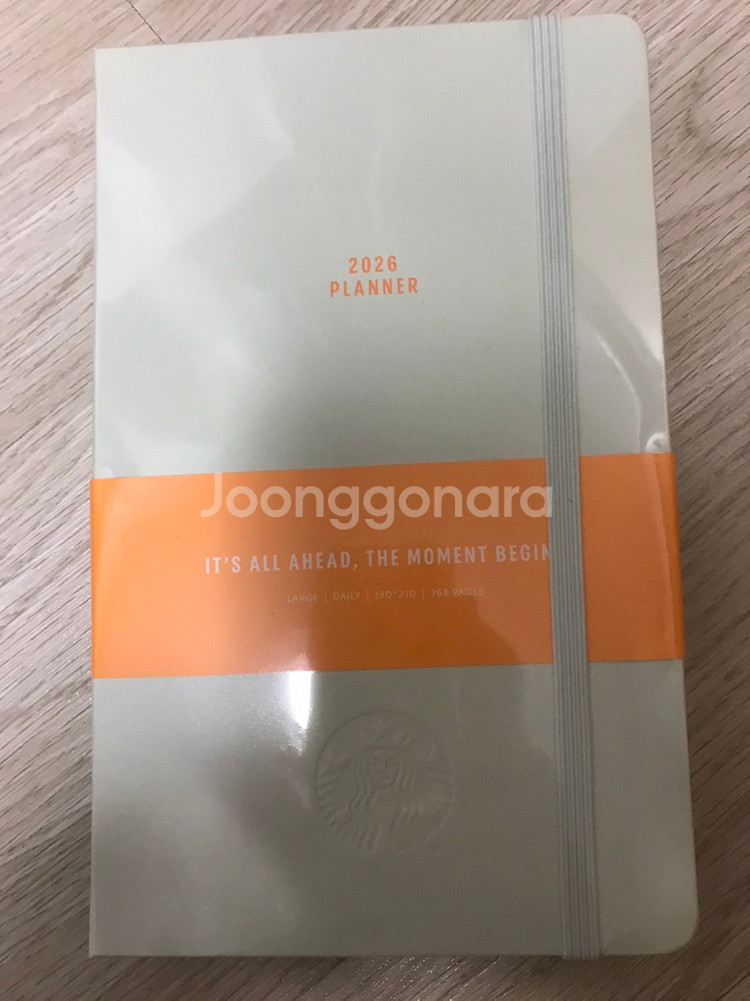 2026
PLANNER
Joonggonara
IT'S ALL AHEAD, THE MOMENT BEGIN
LARGE | DAILY | 130*210 | 368 PAGES